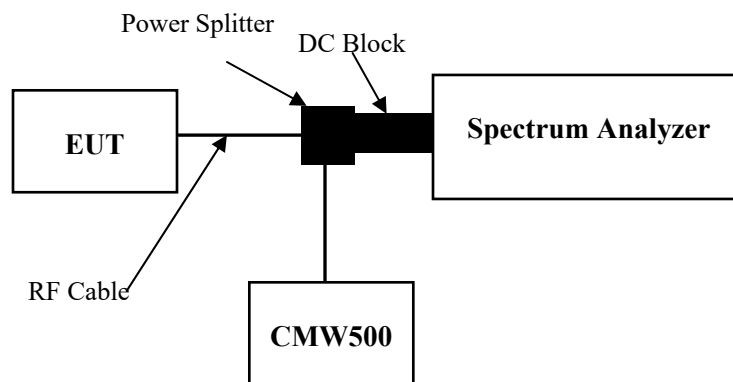 Power Splitter
DC Block
EUT
Spectrum Analyzer
RF Cable
CMW500